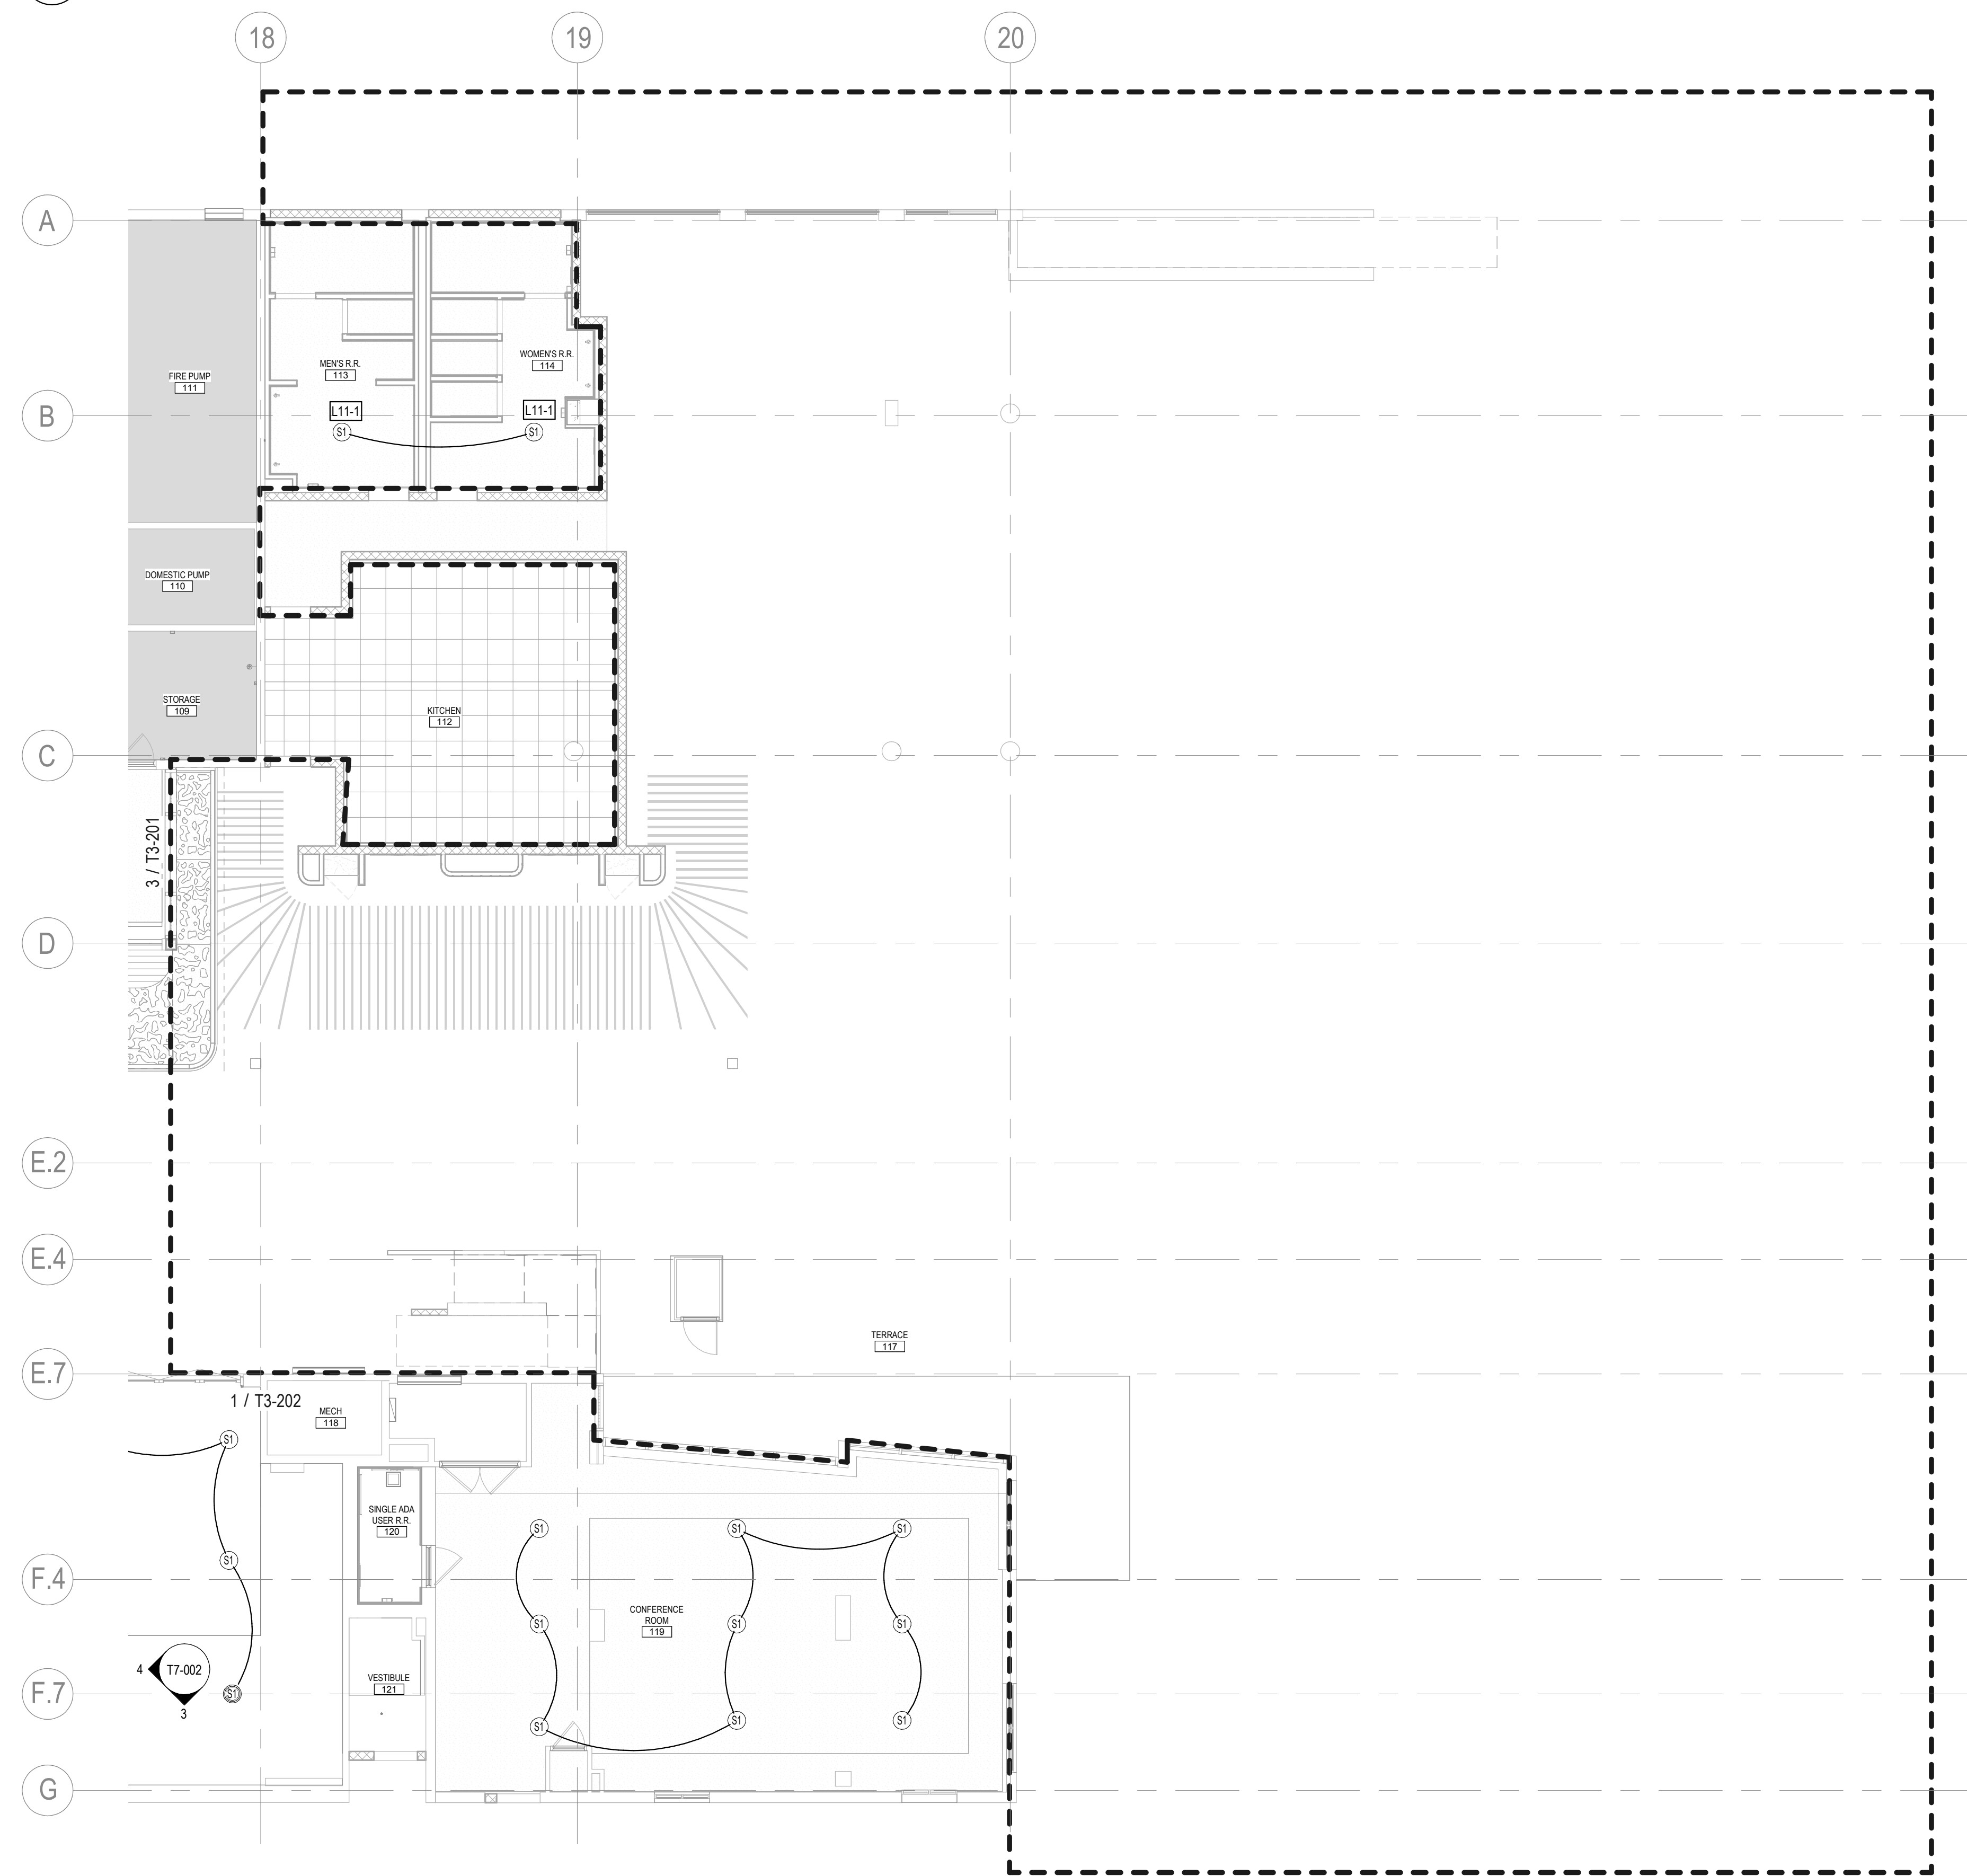 18
19
20
A
WOMEN'S R.R.
114
MEN'S R.R.
113
FIRE PUMP
111
B
L11-1
L11-1
S1
S1
DOMESTIC PUMP
110
STORAGE
109
KITCHEN
112
C
3 / T3-201
D
E.2
E.4
TERRACE
117
E.7
1 / T3-202
MECH
118
S1
SINGLE ADA
USER R.R.
120
S1
S1
S1
S1
F.4
CONFERENCE
ROOM
119
S1
S1
S1
4
T7-002
3
VESTIBULE
121
F.7
S1
S1
S1
S1
G